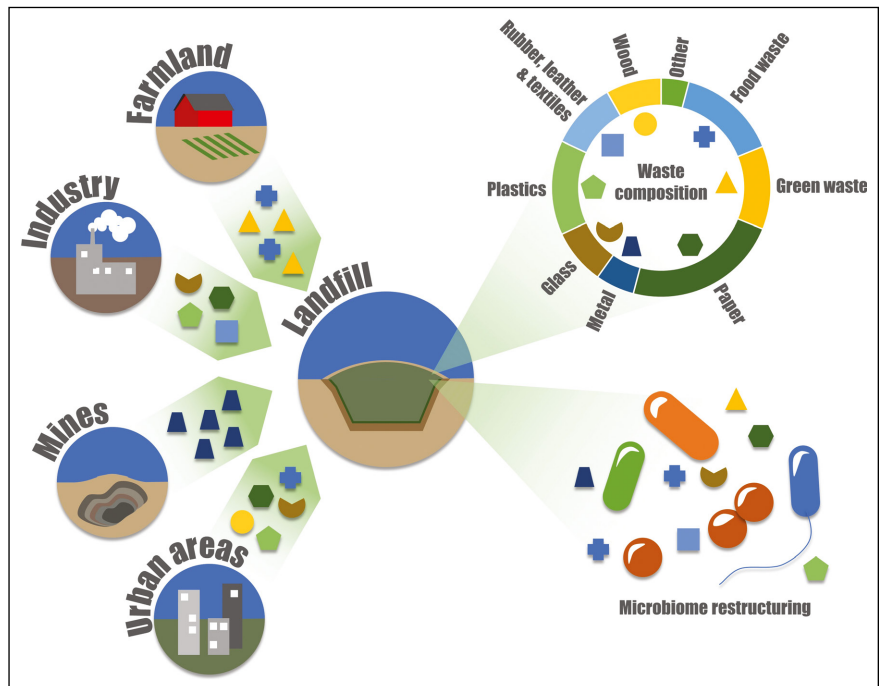 Farmland
Industry
Mines
Urban areas
Landfill
Rubber, leather
& textiles
Wood
Other
Food waste
Plastics
Waste
composition
Green waste
Glass
Metal
Paper
Microbiome restructuring